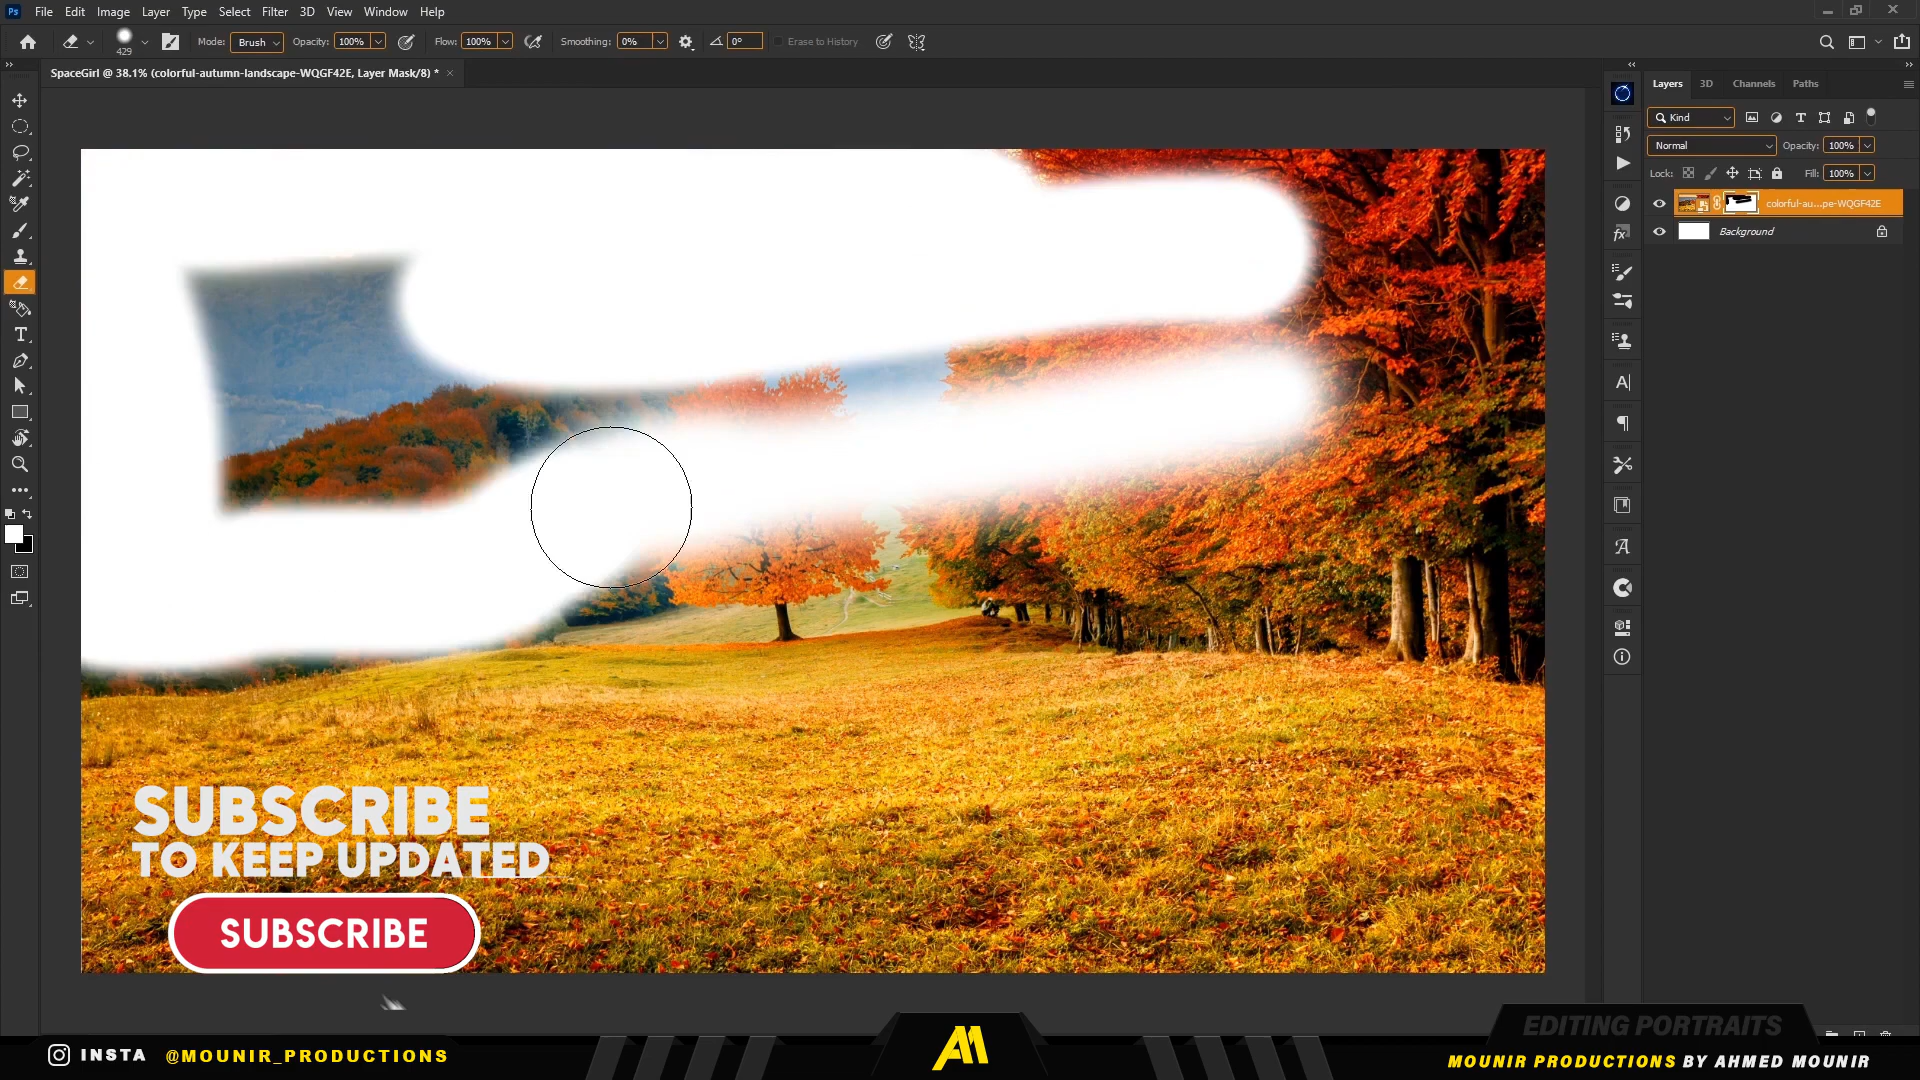 Ps File Edit Image Layer Type Select Filter 3D View Window Help
429 Mode: Brush Opacity: 100% Flow: 100% Smoothing: 0% 0° Erase to History
SpaceGirl @ 38.1% (colorful-autumn-landscape-WQGF42E, Layer Mask/8) * ×
Layers 3D Channels Paths
Kind
Normal Opacity: 100%
Lock: Fill: 100%
colorful-au...pe-WQGF42E
Background
SUBSCRIBE
TO KEEP UPDATED
SUBSCRIBE
INSTA @MOUNIR_PRODUCTIONS
AM
EDITING PORTRAITS
MOUNIR PRODUCTIONS BY AHMED MOUNIR